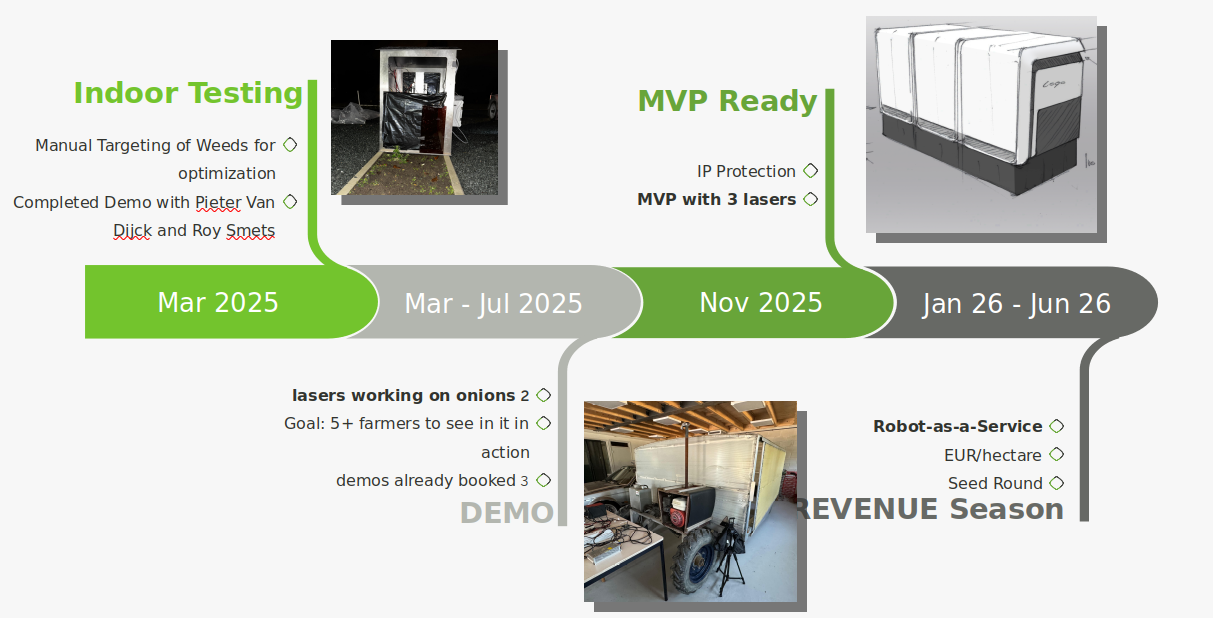 Indoor Testing
Manual Targeting of Weeds for
optimization
Completed Demo with Pieter Van
Dijck and Roy Smets
MVP Ready
IP Protection
MVP with 3 lasers
Logo
Mar 2025
Mar - Jul 2025
Nov 2025
Jan 26 - Jun 26
lasers working on onions 2
Goal: 5+ farmers to see in it in
action
demos already booked 3
DEMO
Robot-as-a-Service
EUR/hectare
Seed Round
REVENUE Season